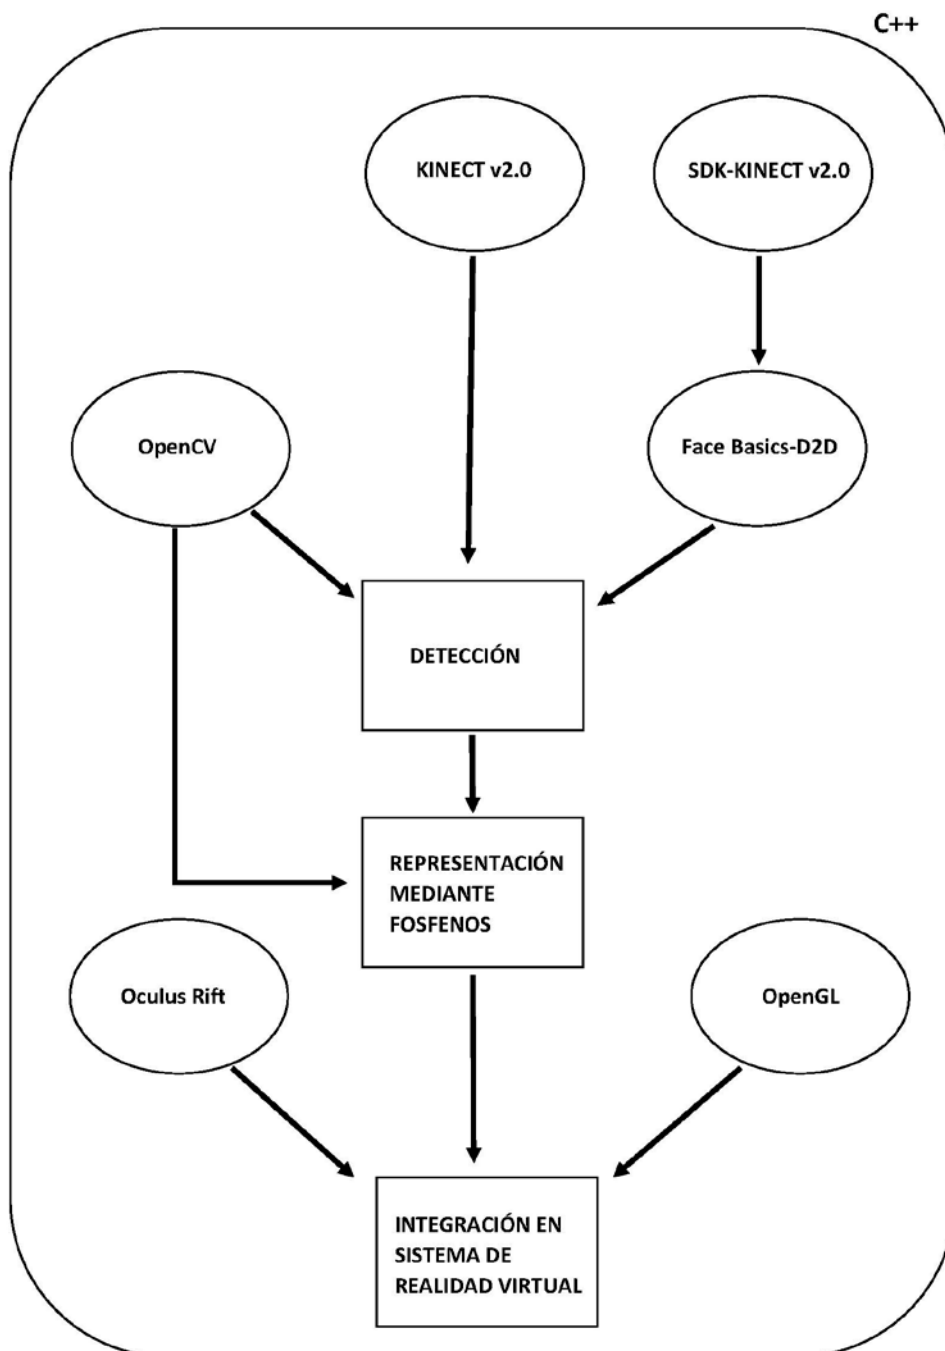 C++
KINECT v2.0
SDK-KINECT v2.0
OpenCV
Face Basics-D2D
DETECCIÓN
REPRESENTACIÓN
MEDIANTE
FOSFENOS
Oculus Rift
OpenGL
INTEGRACIÓN EN
SISTEMA DE
REALIDAD VIRTUAL